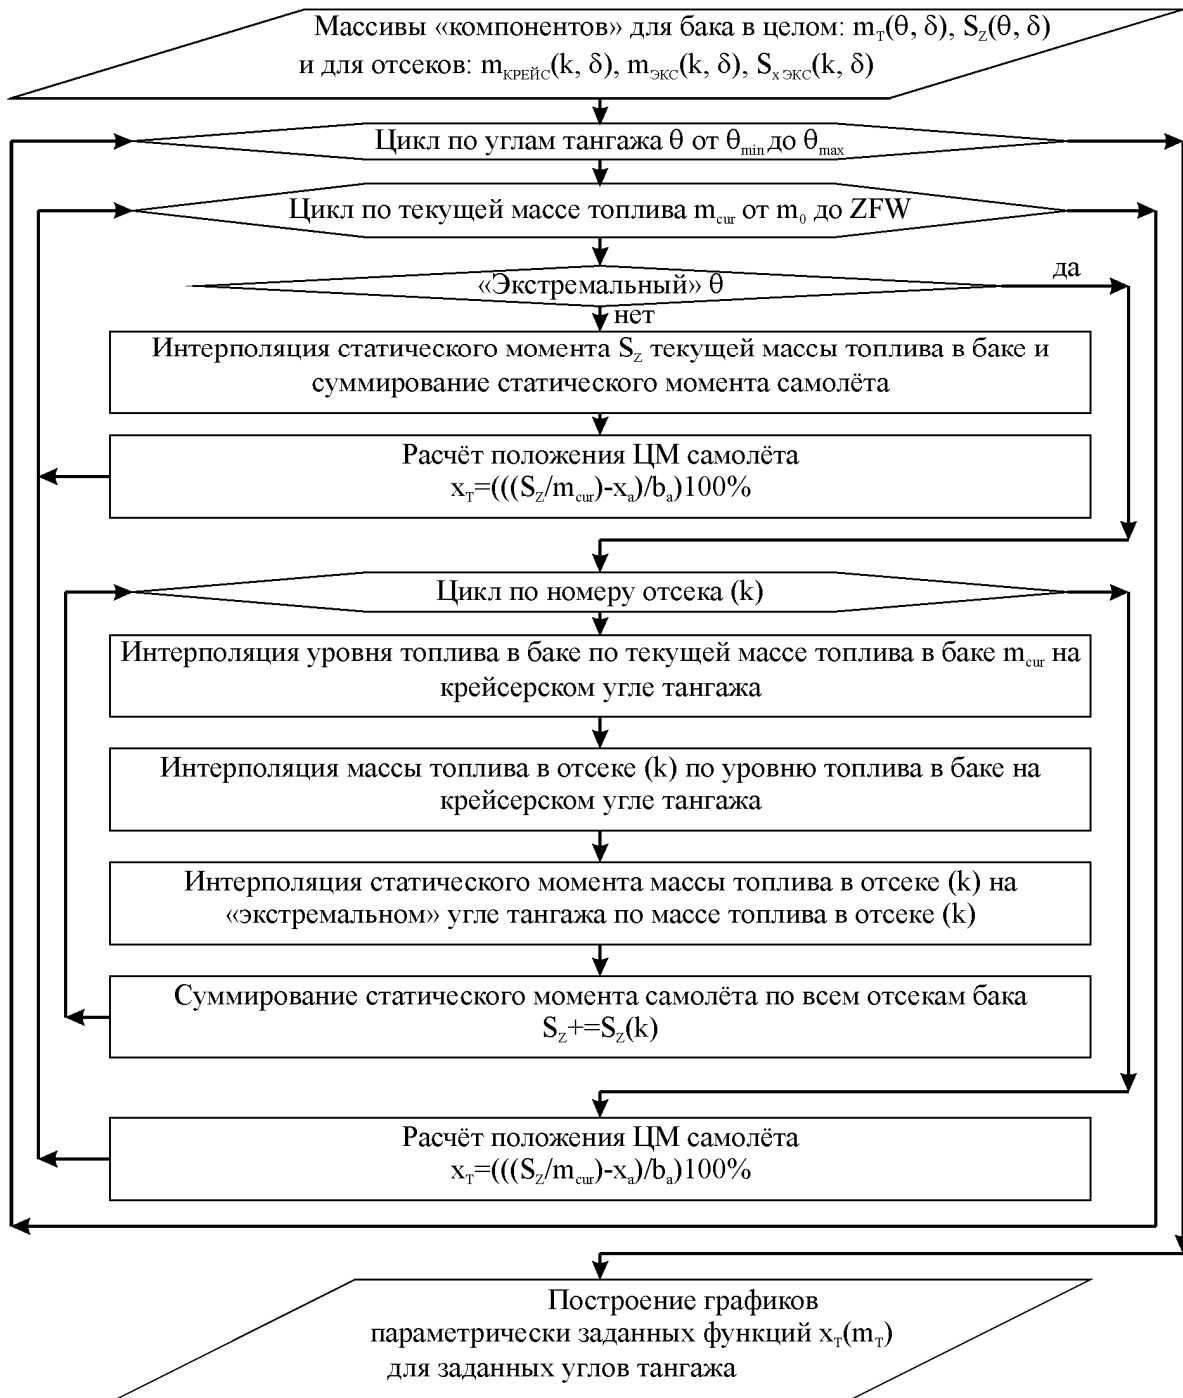 Массивы «компонентов» для бака в целом: mТ(θ, δ), SZ(θ, δ)
и для отсеков: mКРЕЙС(k, δ), mЭКС(k, δ), Sx ЭКС(k, δ)
Цикл по углам тангажа θ от θmin до θmax
Цикл по текущей массе топлива mcur от m0 до ZFW
«Экстремальный» θ
да
нет
Интерполяция статического момента SZ текущей массы топлива в баке и
суммирование статического момента самолёта
Расчёт положения ЦМ самолёта
xТ=(((SZ/mcur)-xa)/ba)100%
Цикл по номеру отсека (k)
Интерполяция уровня топлива в баке по текущей массе топлива в баке mcur на
крейсерском угле тангажа
Интерполяция массы топлива в отсеке (k) по уровню топлива в баке на
крейсерском угле тангажа
Интерполяция статического момента массы топлива в отсеке (k) на
«экстремальном» угле тангажа по массе топлива в отсеке (k)
Суммирование статического момента самолёта по всем отсекам бака
SZ+=SZ(k)
Расчёт положения ЦМ самолёта
xТ=(((SZ/mcur)-xa)/ba)100%
Построение графиков
параметрически заданных функций xТ(mТ)
для заданных углов тангажа